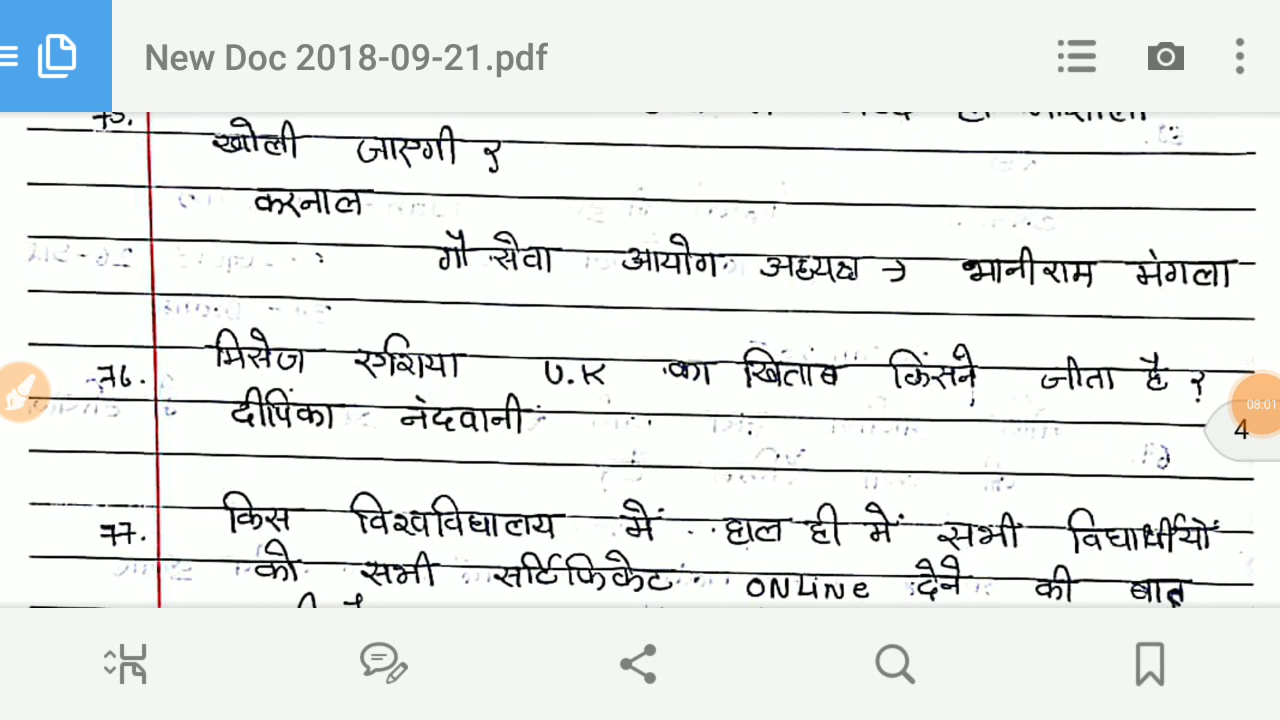 New Doc 2018-09-21.pdf
75.
खोली जाएगी ?
करनाल
गौ सेवा आयोग अध्यक्ष → भानीराम मंगला
76. मिसेज एशिया U.K का खिताब किसने जीता है ?
दीपिका नंदवानी
08:01
4
77. किस विश्वविद्यालय में हाल ही में सभी विद्यार्थीयों
को सभी सर्टिफिकेट ONLINE देने की बात